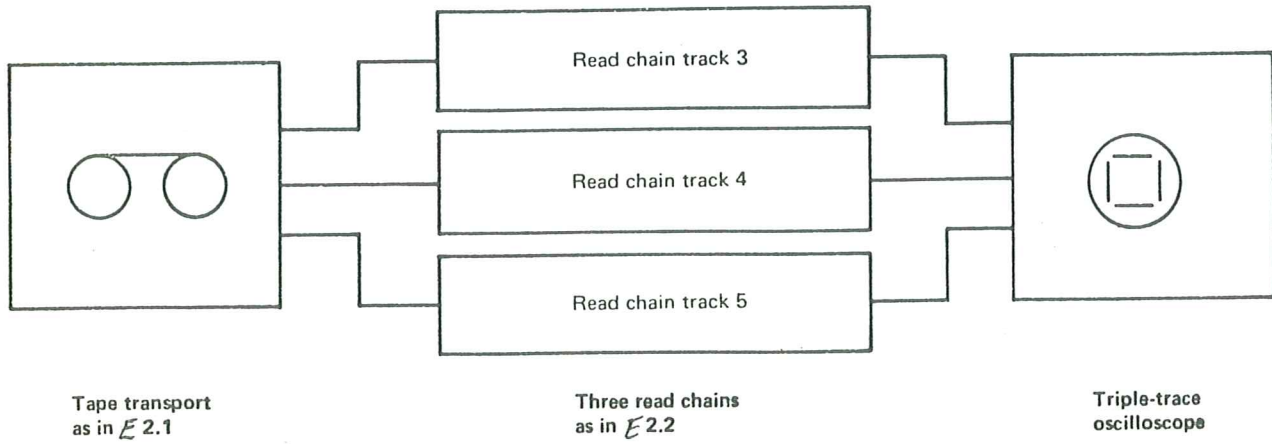 Read chain track 3
Read chain track 4
Read chain track 5
Tape transport
as in E 2.1
Three read chains
as in E 2.2
Triple-trace
oscilloscope